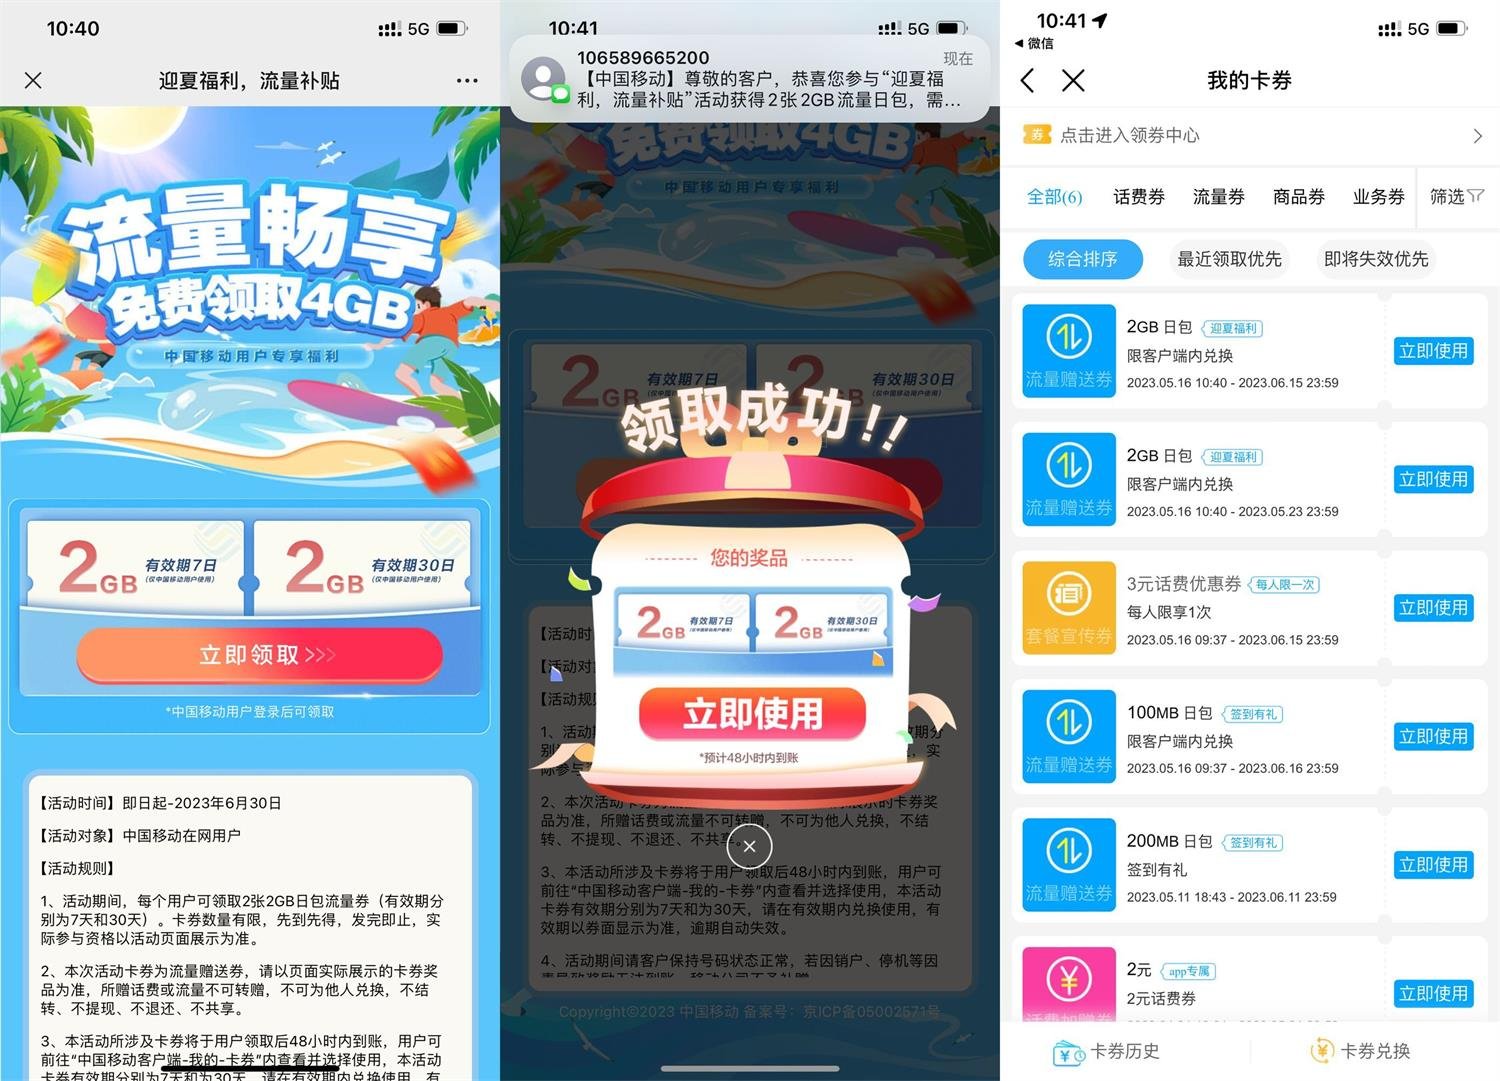 10:40
5G
迎夏福利，流量补贴
流量畅享
免费领取4GB
中国移动用户专享福利
2GB
有效期7日
(仅中国移动用户使用)
2GB
有效期30日
(仅中国移动用户使用)
立即领取>>>
*中国移动用户登录后可领取
【活动时间】即日起-2023年6月30日
【活动对象】中国移动在网用户
【活动规则】
1、活动期间，每个用户可领取2张2GB日包流量券（有效期分
别为7天和30天）。卡券数量有限，先到先得，发完即止，实
际参与资格以活动页面展示为准。
2、本次活动卡券为流量赠送券，请以页面实际展示的卡券奖
品为准，所赠话费或流量不可转赠，不可为他人兑换，不结
转、不提现、不退还、不共享。
3、本活动所涉及卡券将于用户领取后48小时内到账，用户可
前往“中国移动客户端-我的-卡券”内查看并选择使用，本活动
卡券有效期分别为7天和为30天，请在有效期内兑换使用，有
10:41
5G
106589665200
现在
【中国移动】尊敬的客户，恭喜您参与“迎夏福
利，流量补贴”活动获得2张2GB流量日包，需...
免费领取4GB
中国移动用户专享福利
2GB
有效期7日
(仅中国移动用户使用)
2
有效期30日
(仅中国移动用户使用)
领取成功!!
您的奖品
2GB
有效期7日
2GB
有效期30日
立即使用
*预计48小时内到账
【活动时
【活动对
【活动规
1、活动
效期分
别
实
际参与
2、本次活动卡券为流
展示的卡券奖
品为准，所赠话费或流量不可转赠，不可为他人兑换，不结
转、不提现、不退还、不共享。
3、本活动所涉及卡券将于用户领取后48小时内到账，用户可
前往“中国移动客户端-我的-卡券”内查看并选择使用，本活动
卡券有效期分别为7天和为30天，请在有效期内兑换使用，有
效期以券面显示为准，逾期自动失效。
4、活动期间请客户保持号码状态正常，若因销户、停机等因
Copyright©2023 中国移动 备案号：京ICP备05002571号
10:41
5G
微信
我的卡券
券 点击进入领券中心
全部(6)
话费券
流量券
商品券
业务券
筛选
综合排序
最近领取优先
即将失效优先
流量赠送券
2GB 日包 迎夏福利
限客户端内兑换
2023.05.16 10:40 - 2023.06.15 23:59
立即使用
流量赠送券
2GB 日包 迎夏福利
限客户端内兑换
2023.05.16 10:40 - 2023.05.23 23:59
立即使用
套餐宣传券
3元话费优惠券 每人限一次
每人限享1次
2023.05.16 09:37 - 2023.06.15 23:59
立即使用
流量赠送券
100MB 日包 签到有礼
限客户端内兑换
2023.05.16 09:37 - 2023.06.16 23:59
立即使用
流量赠送券
200MB 日包 签到有礼
签到有礼
2023.05.11 18:43 - 2023.06.11 23:59
立即使用
2元 app专属
2元话费券
立即使用
卡券历史
卡券兑换